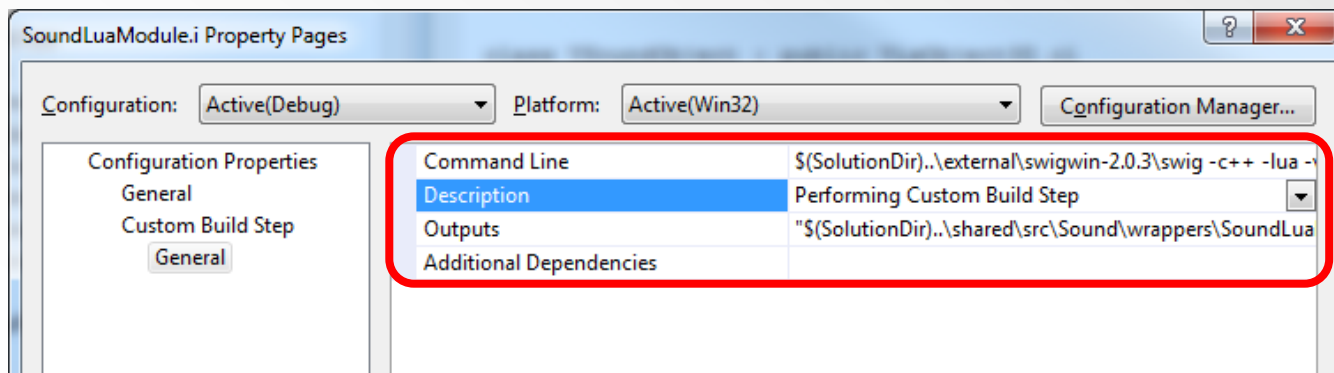 SoundLuaModule.i Property Pages
Configuration: Active(Debug) Platform: Active(Win32) Configuration Manager...
Configuration Properties
General
Custom Build Step
General
Command Line $(SolutionDir)..\external\swigwin-2.0.3\swig -c++ -lua -
Description Performing Custom Build Step
Outputs "$(SolutionDir)..\shared\src\Sound\wrappers\SoundLua
Additional Dependencies